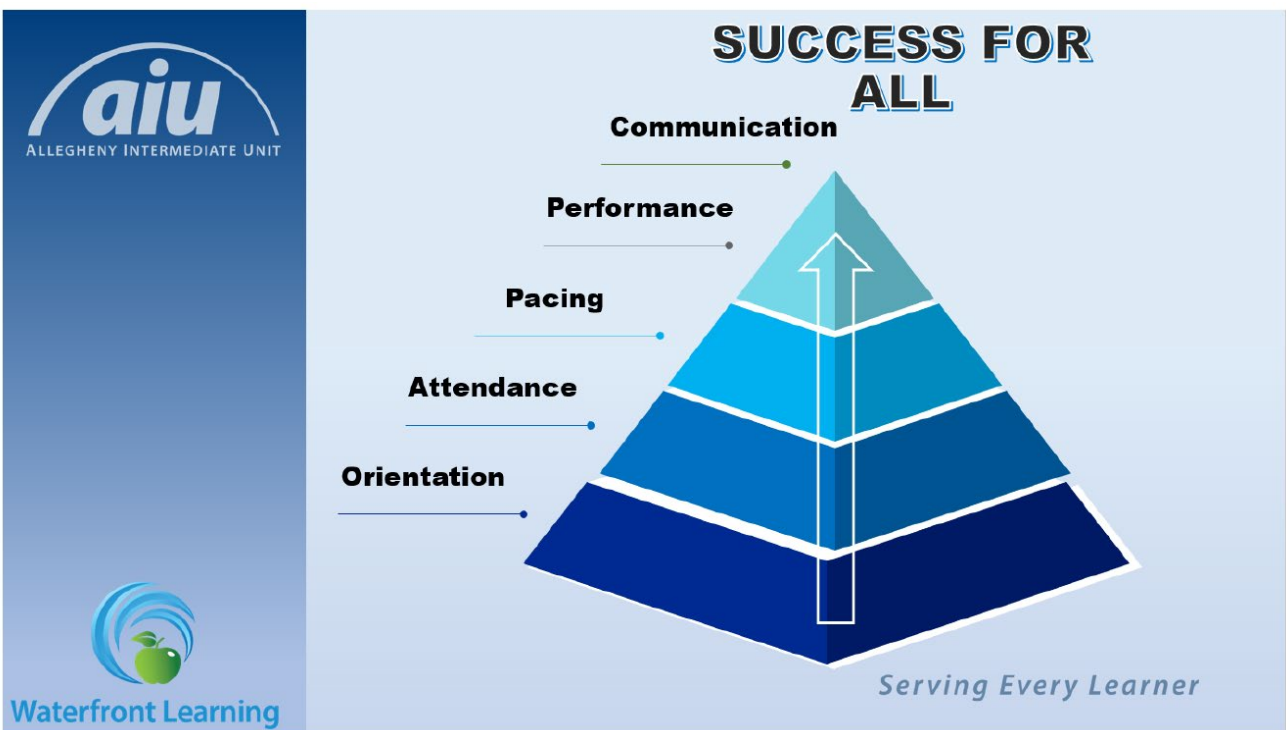 aiu
ALLEGHENY INTERMEDIATE UNIT
SUCCESS FOR
ALL
Communication
Performance
Pacing
Attendance
Orientation
Serving Every Learner
Waterfront Learning